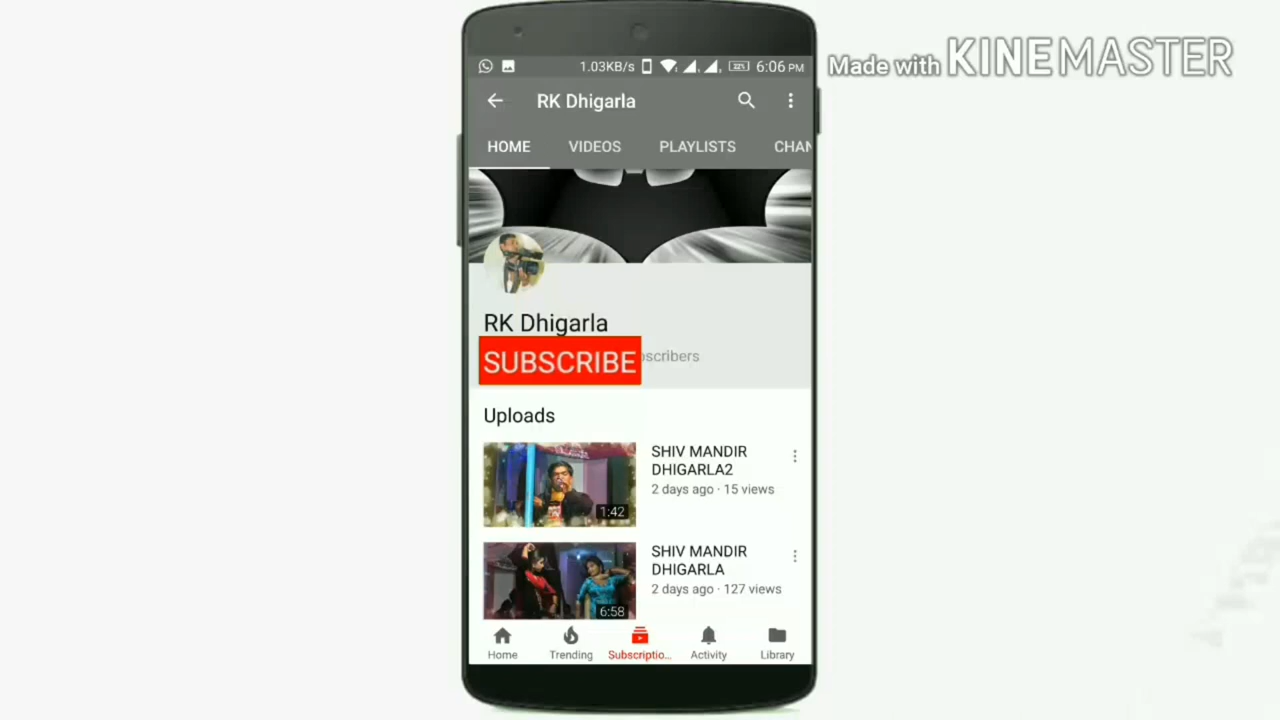 Made with KINEMASTER
1.03KB/s 32% 6:06 PM
RK Dhigarla
HOME VIDEOS PLAYLISTS CHAN
RK Dhigarla
SUBSCRIBE scribers
Uploads
SHIV MANDIR
DHIGARLA2
2 days ago · 15 views
1:42
SHIV MANDIR
DHIGARLA
2 days ago · 127 views
6:58
Home Trending Subscriptio... Activity Library